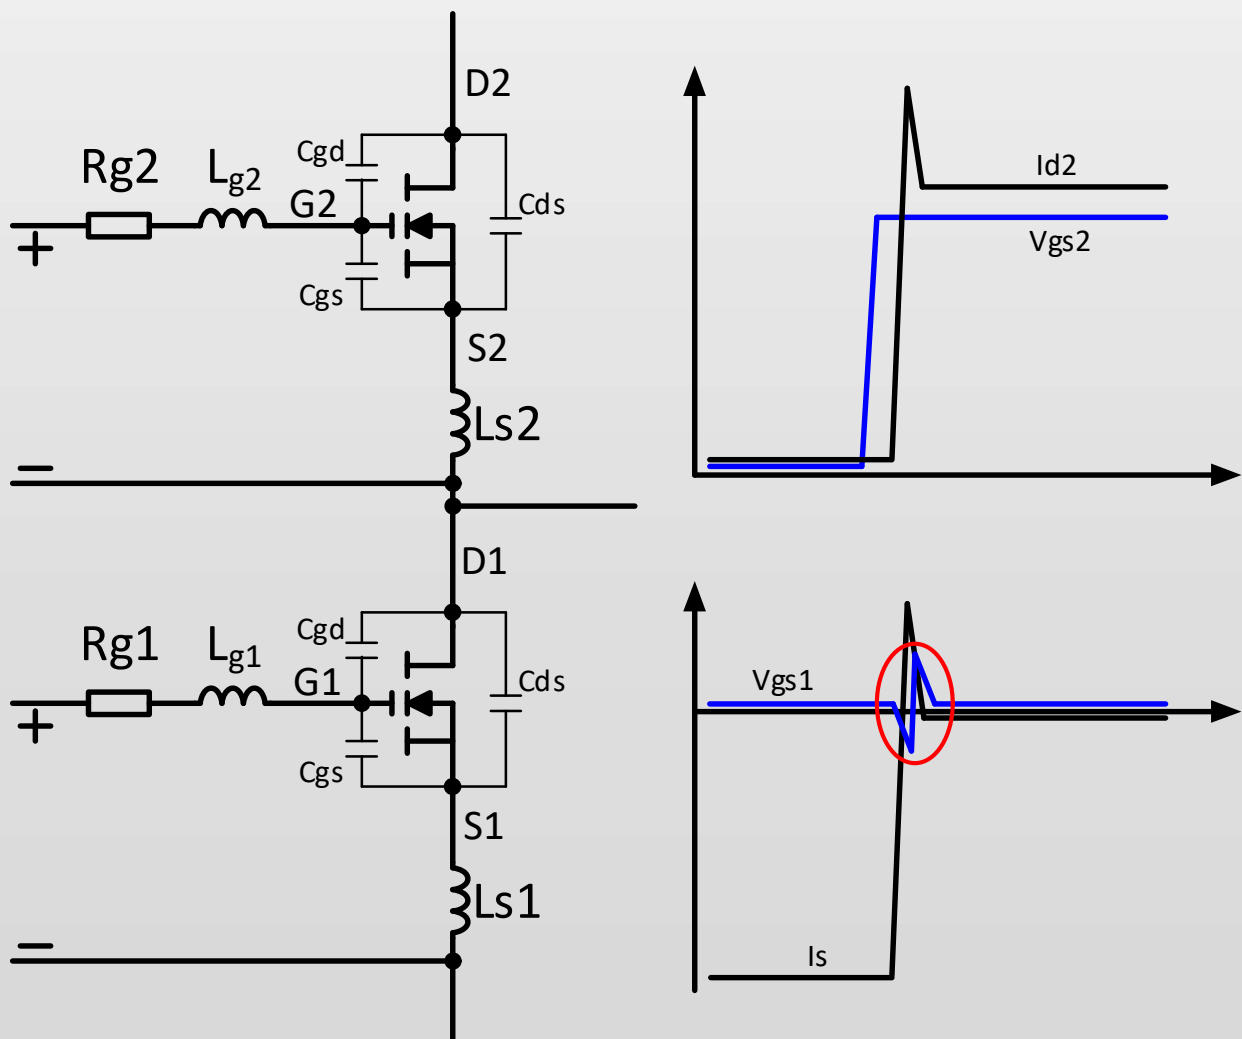 D2
Cgd
Rg2
Lg2
G2
Cds
+
Cgs
S2
Ls2
−
D1
Cgd
Rg1
Lg1
G1
Cds
+
Cgs
S1
Ls1
−
Id2
Vgs2
Vgs1
Is